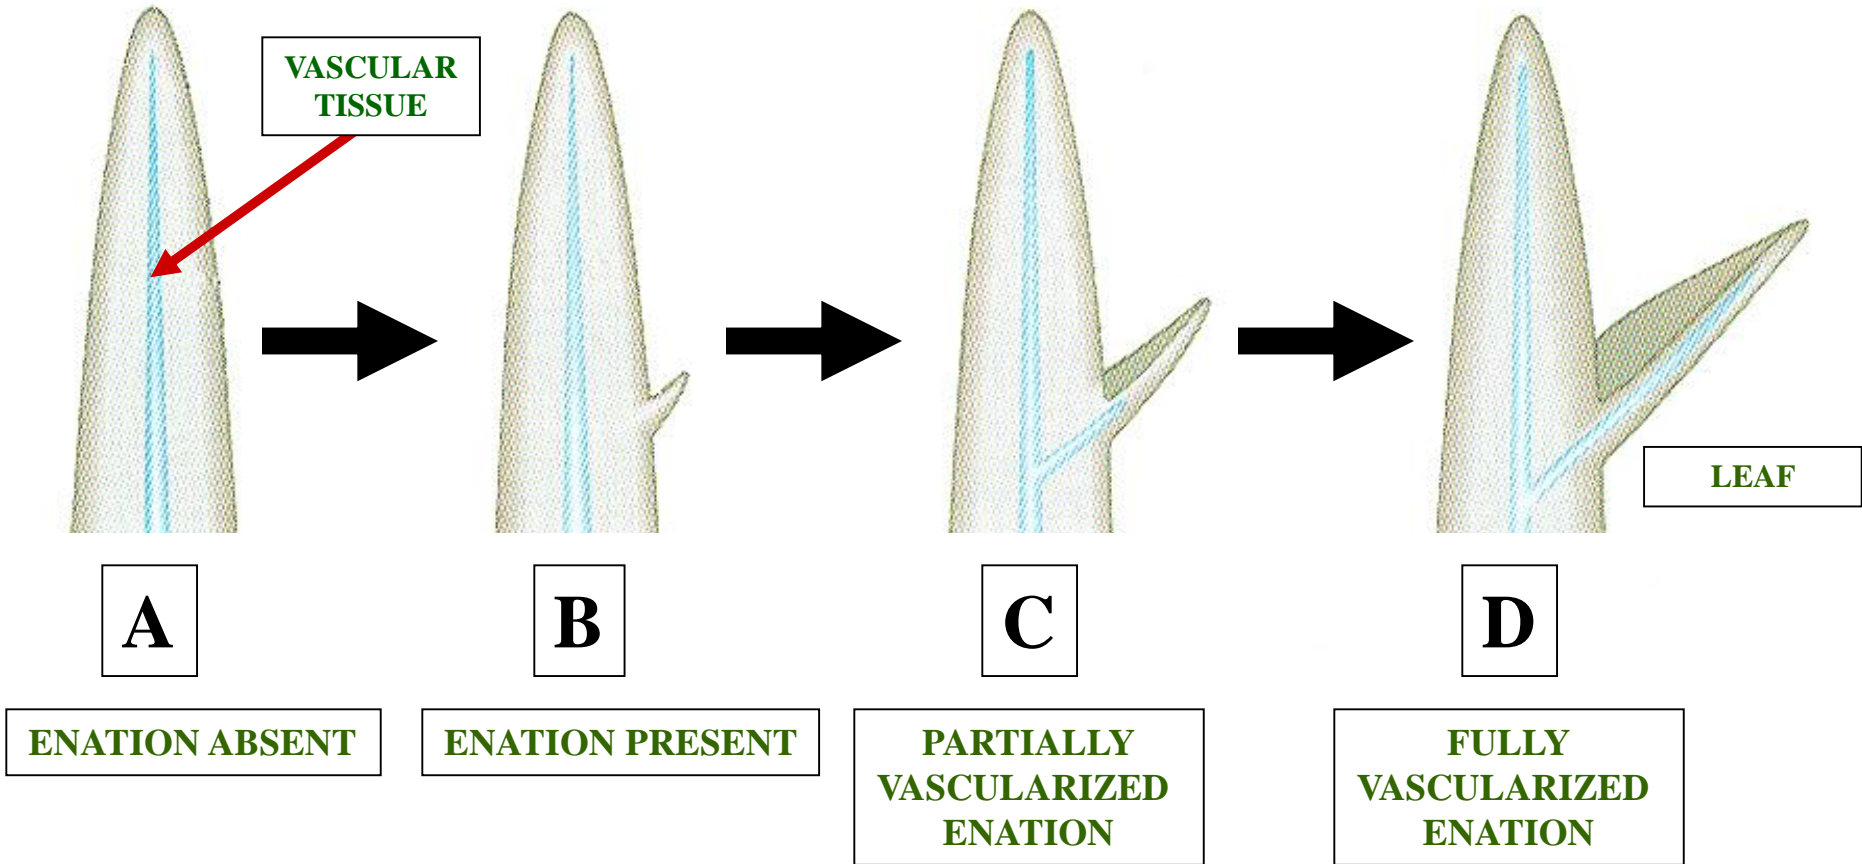 VASCULAR
TISSUE
LEAF
A
B
C
D
ENATION ABSENT
ENATION PRESENT
PARTIALLY
VASCULARIZED
ENATION
FULLY
VASCULARIZED
ENATION